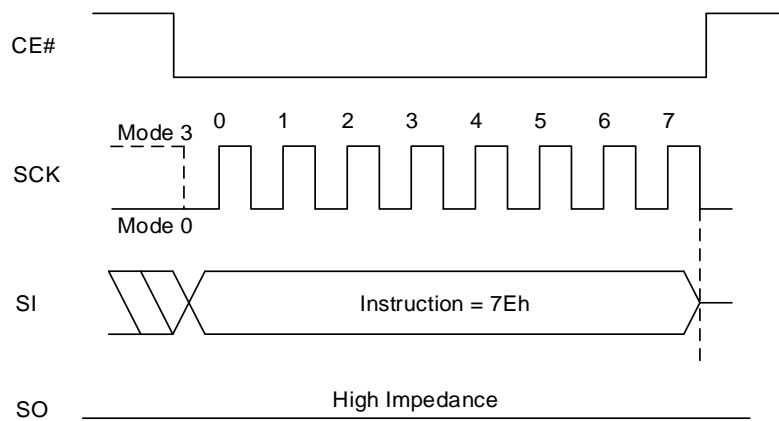 CE#
Mode 3
0 1 2 3 4 5 6 7
SCK
Mode 0
SI
Instruction = 7Eh
High Impedance
SO